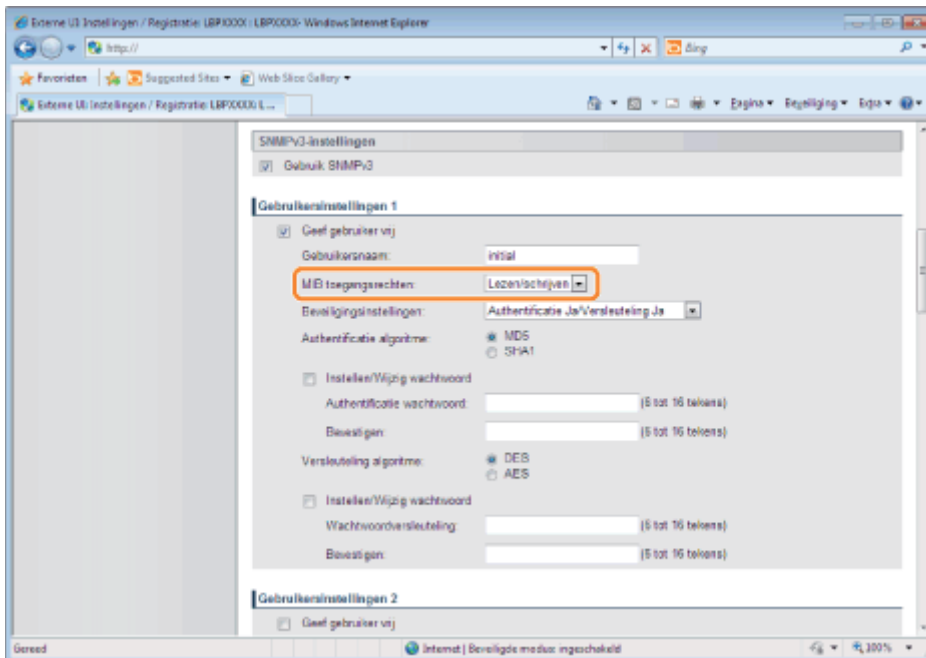 Externe UI: Instellingen / Registratie: LBPXXXX : LBPXXXX- Windows Internet Explorer
http://
Bing
Favorieten Suggested Sites Web Slice Gallery
Externe UI: Instellingen / Registratie: LBPXXXX: L... Pagina Beveiliging Extra
SNMPv3-instellingen
Gebruik SNMPv3
Gebruikersinstellingen 1
Geef gebruiker vrij
Gebruikersnaam: initial
MIB toegangsrechten: Lezen/schrijven
Beveiligingsinstellingen: Authentificatie Ja/Versleuteling Ja
Authentificatie algoritme: MD5
SHA1
Instellen/Wijzig wachtwoord
Authentificatie wachtwoord: (6 tot 16 tekens)
Bevestigen: (6 tot 16 tekens)
Versleuteling algoritme: DES
AES
Instellen/Wijzig wachtwoord
Wachtwoordversleuteling: (6 tot 16 tekens)
Bevestigen: (6 tot 16 tekens)
Gebruikersinstellingen 2
Geef gebruiker vrij
Gereed Internet | Beveiligde modus: ingeschakeld 100%